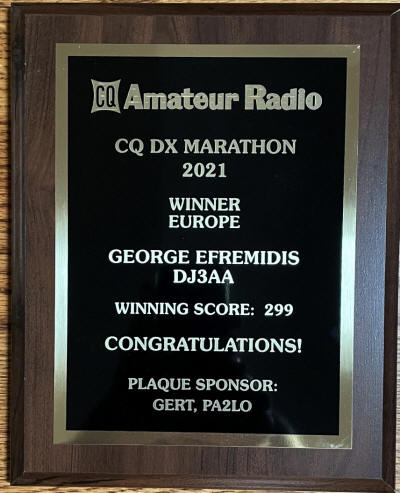 CQ Amateur Radio
CQ DX MARATHON
2021
WINNER
EUROPE
GEORGE EFREMIDIS
DJ3AA
WINNING SCORE: 299
CONGRATULATIONS!
PLAQUE SPONSOR:
GERT, PA2LO